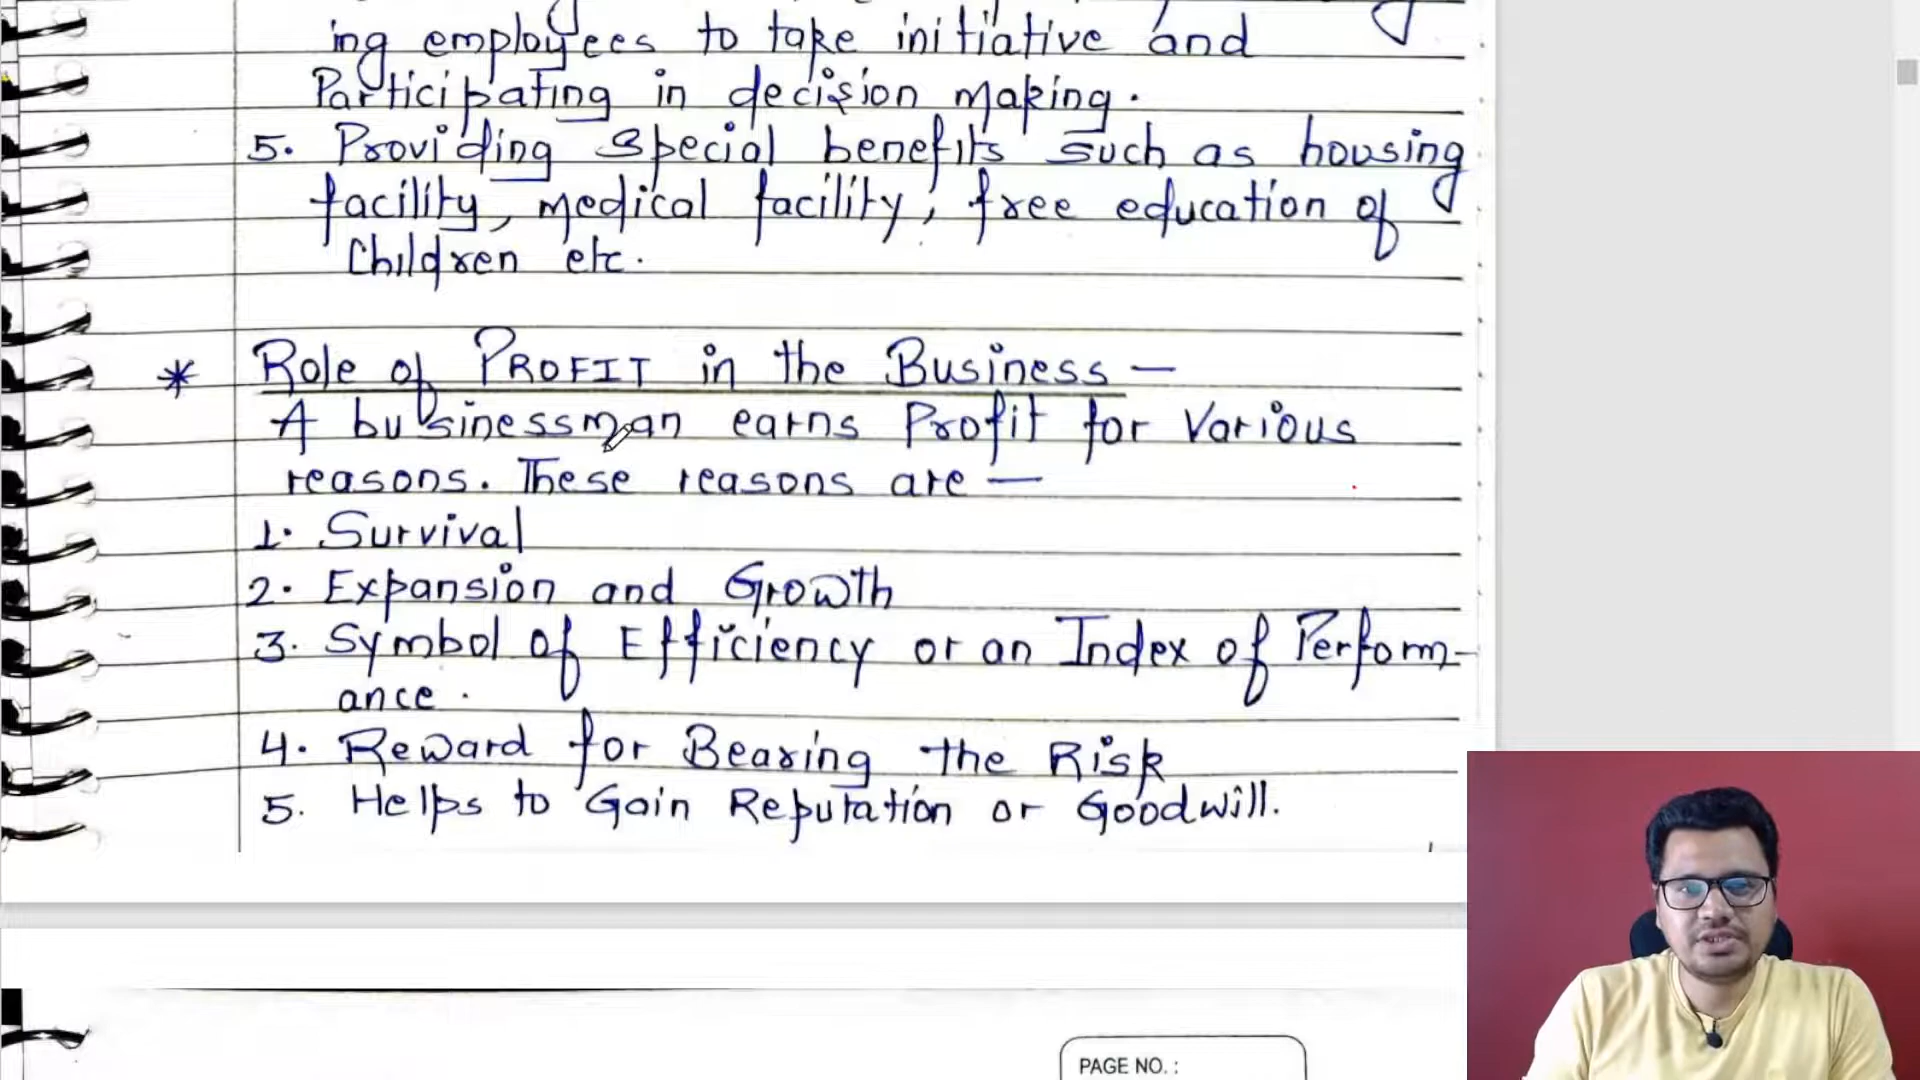 ing employees to take initiative and
Participating in decision making.
5. Providing special benefits such as housing
facility, medical facility, free education of
Children etc.
* Role of PROFIT in the Business —
A businessman earns Profit for Various
reasons. These reasons are —
1. Survival
2. Expansion and Growth
3. Symbol of Efficiency or an Index of Perform-
ance.
4. Reward for Bearing the Risk
5. Helps to Gain Reputation or Goodwill.
PAGE NO. :